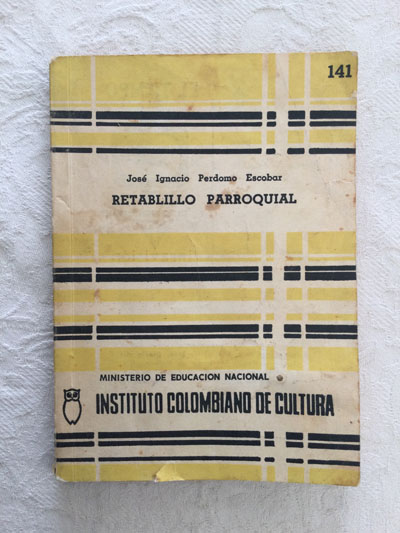 141
José Ignacio Perdomo Escobar
RETABLILLO PARROQUIAL
MINISTERIO DE EDUCACION NACIONAL
INSTITUTO COLOMBIANO DE CULTURA